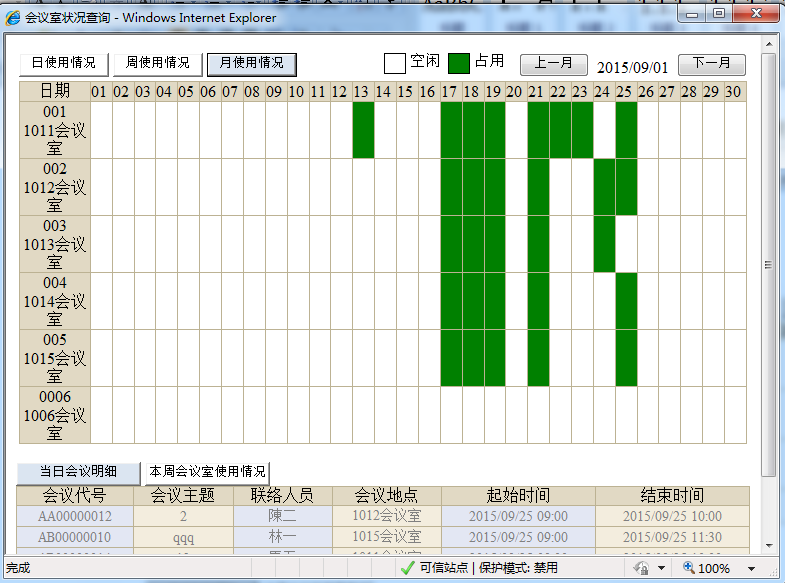 会议室状况查询 - Windows Internet Explorer
日使用情况 周使用情况 月使用情况 空闲 占用 上一月 2015/09/01 下一月
日期 01 02 03 04 05 06 07 08 09 10 11 12 13 14 15 16 17 18 19 20 21 22 23 24 25 26 27 28 29 30
001
1011会议
室
002
1012会议
室
003
1013会议
室
004
1014会议
室
005
1015会议
室
0006
1006会议
室
当日会议明细 本周会议室使用情况
会议代号 会议主题 联络人员 会议地点 起始时间 结束时间
AA00000012 2 陳二 1012会议室 2015/09/25 09:00 2015/09/25 10:00
AB00000010 qqq 林一 1015会议室 2015/09/25 09:00 2015/09/25 11:30
完成 可信站点 | 保护模式: 禁用 100%